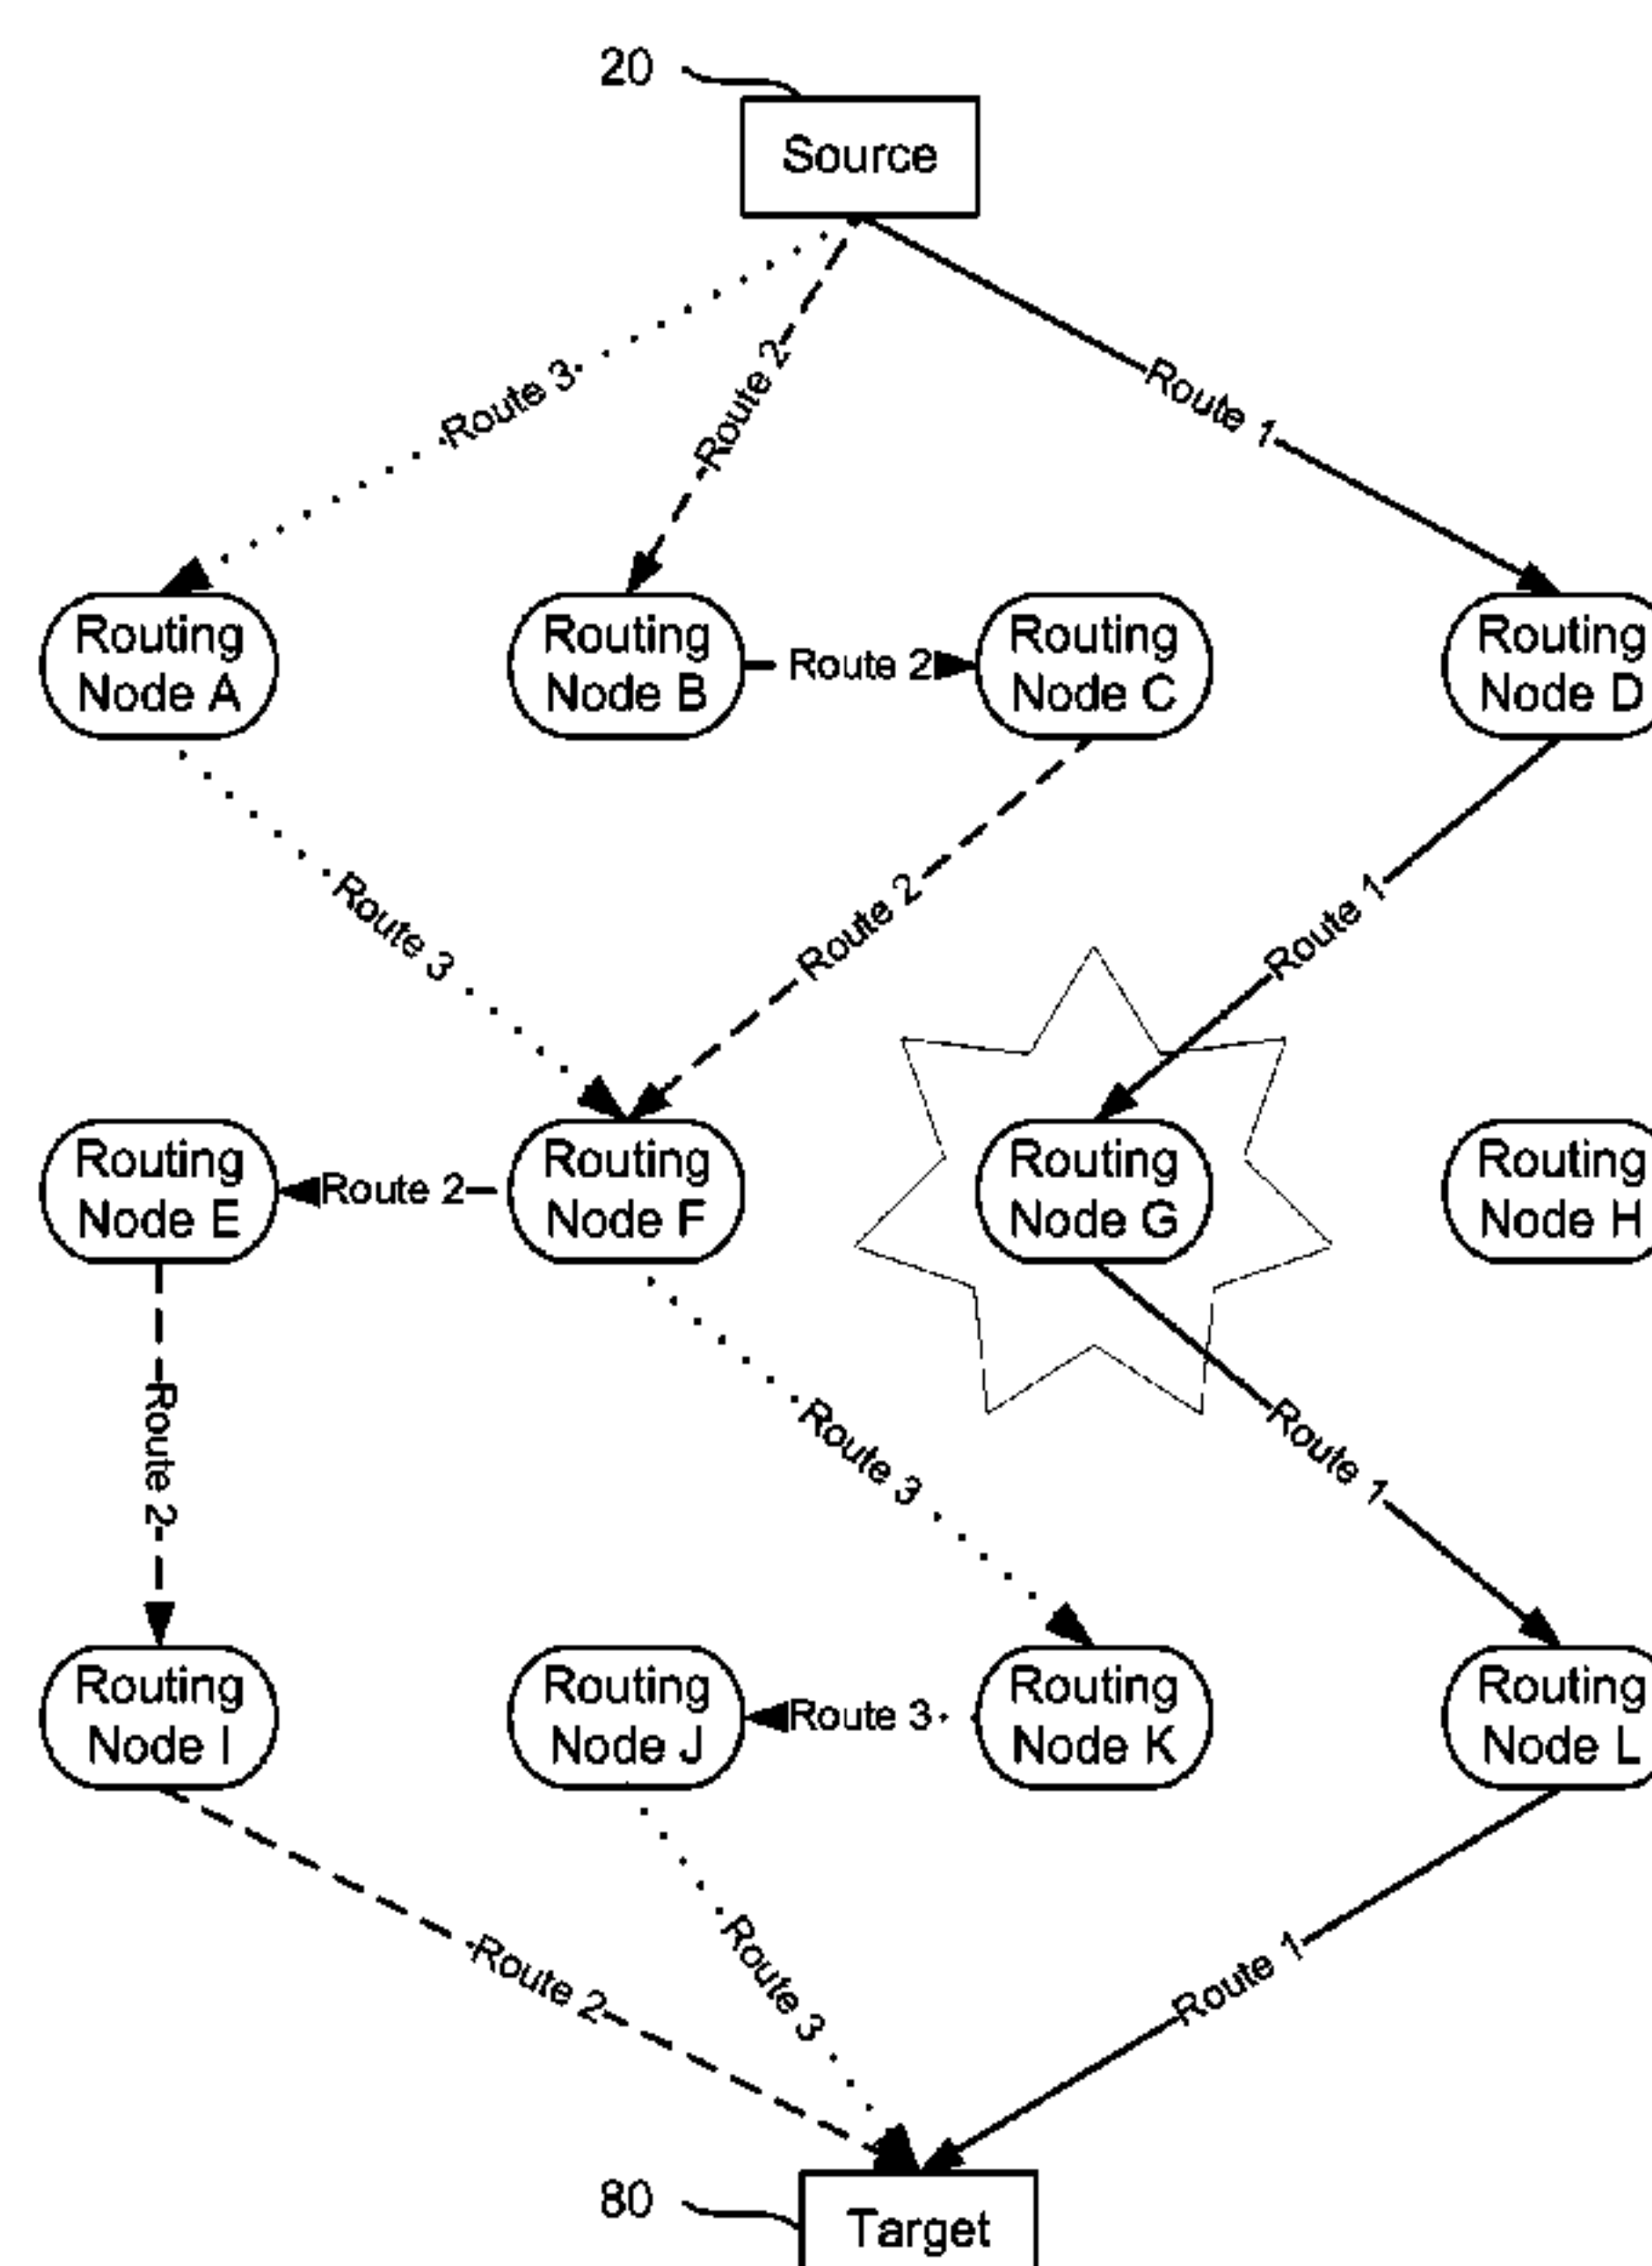 20
Source
Route 3
Route 2
Route 1
Routing
Node A
Routing
Node B
Route 2
Routing
Node C
Routing
Node D
Route 3
Route 2
Route 1
Routing
Node E
Route 2
Routing
Node F
Routing
Node G
Routing
Node H
Route 2
Route 3
Route 1
Routing
Node I
Routing
Node J
Route 3
Routing
Node K
Routing
Node L
Route 2
Route 3
Route 1
80
Target